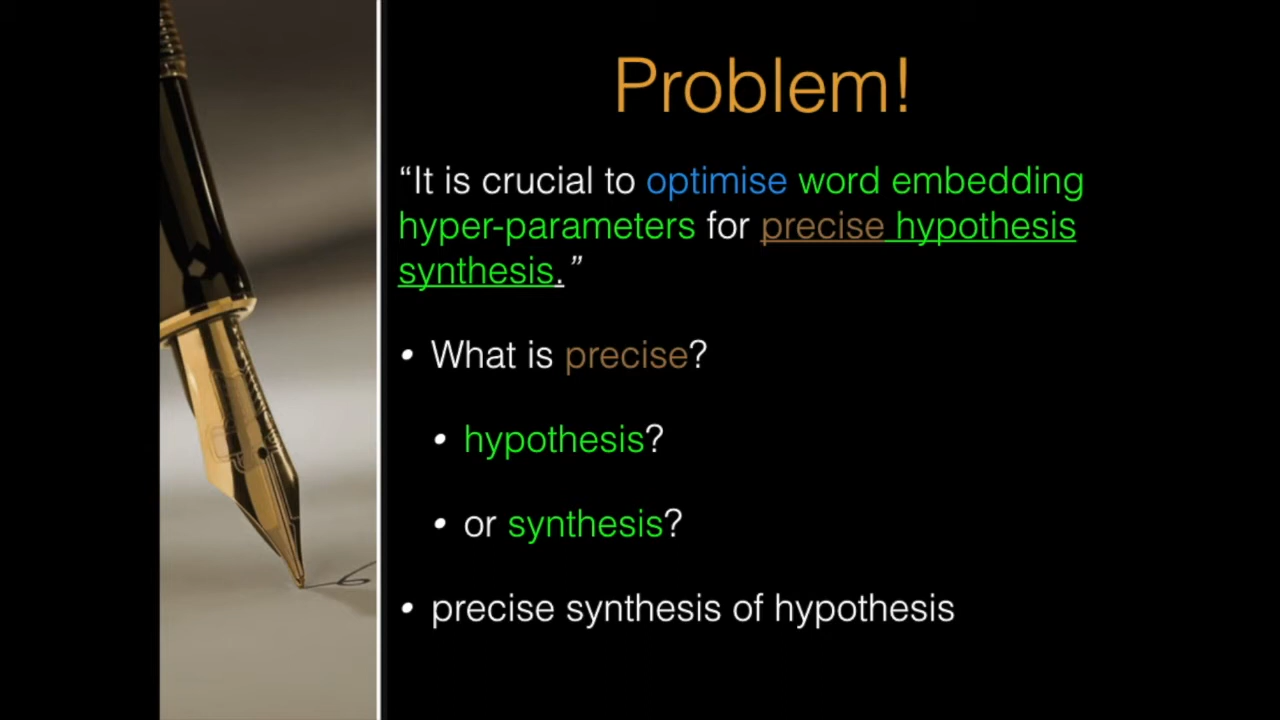 Problem!
“It is crucial to optimise word embedding
hyper-parameters for precise hypothesis
synthesis.”
• What is precise?
• hypothesis?
• or synthesis?
• precise synthesis of hypothesis